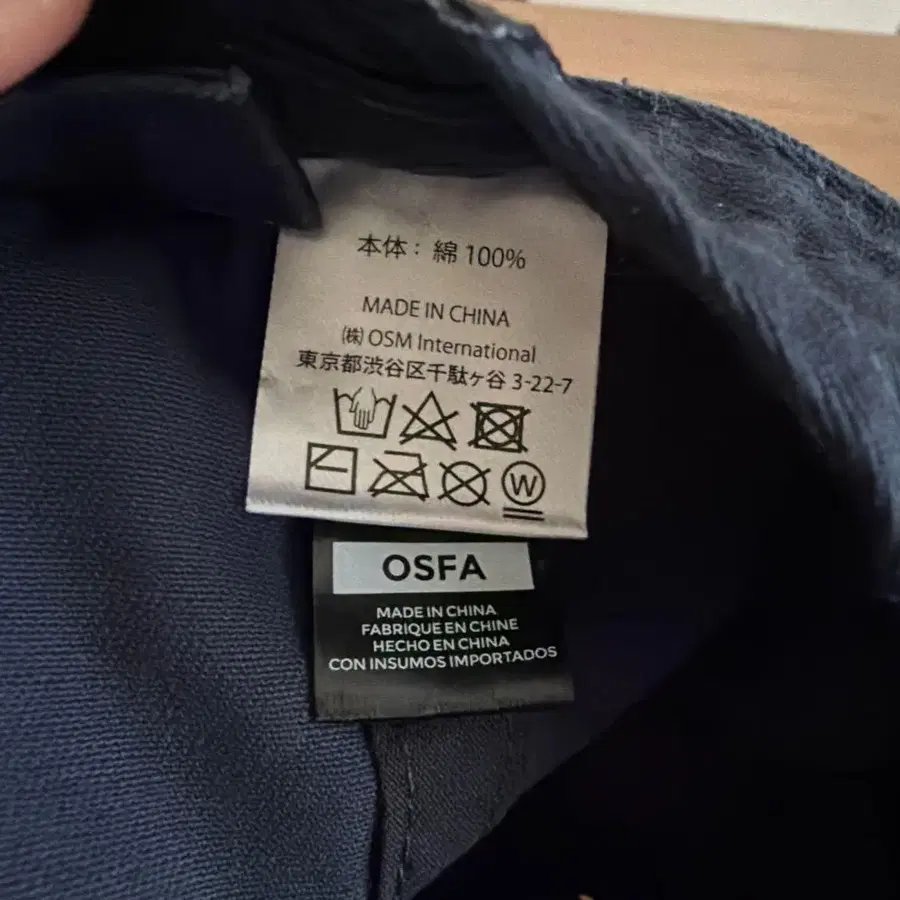 本体：綿 100%
MADE IN CHINA
㈱ OSM International
東京都渋谷区千駄ヶ谷 3-22-7
W
OSFA
MADE IN CHINA
FABRIQUE EN CHINE
HECHO EN CHINA
CON INSUMOS IMPORTADOS